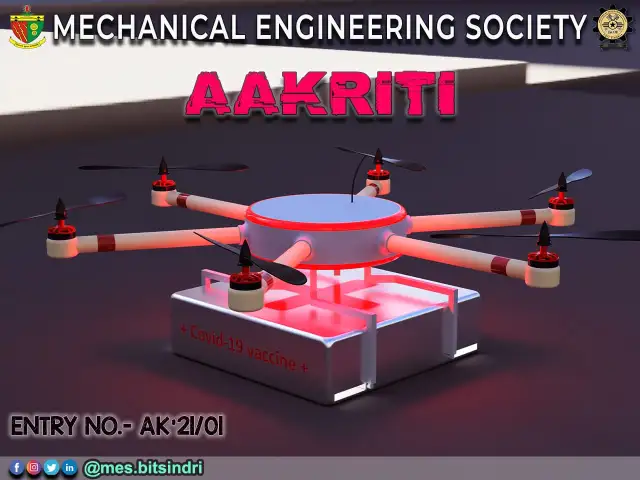 MECHANICAL ENGINEERING SOCIETY
AAKRITI
+ Covid-19 vaccine +
ENTRY NO.- AK'21/01
@mes.bitsindri